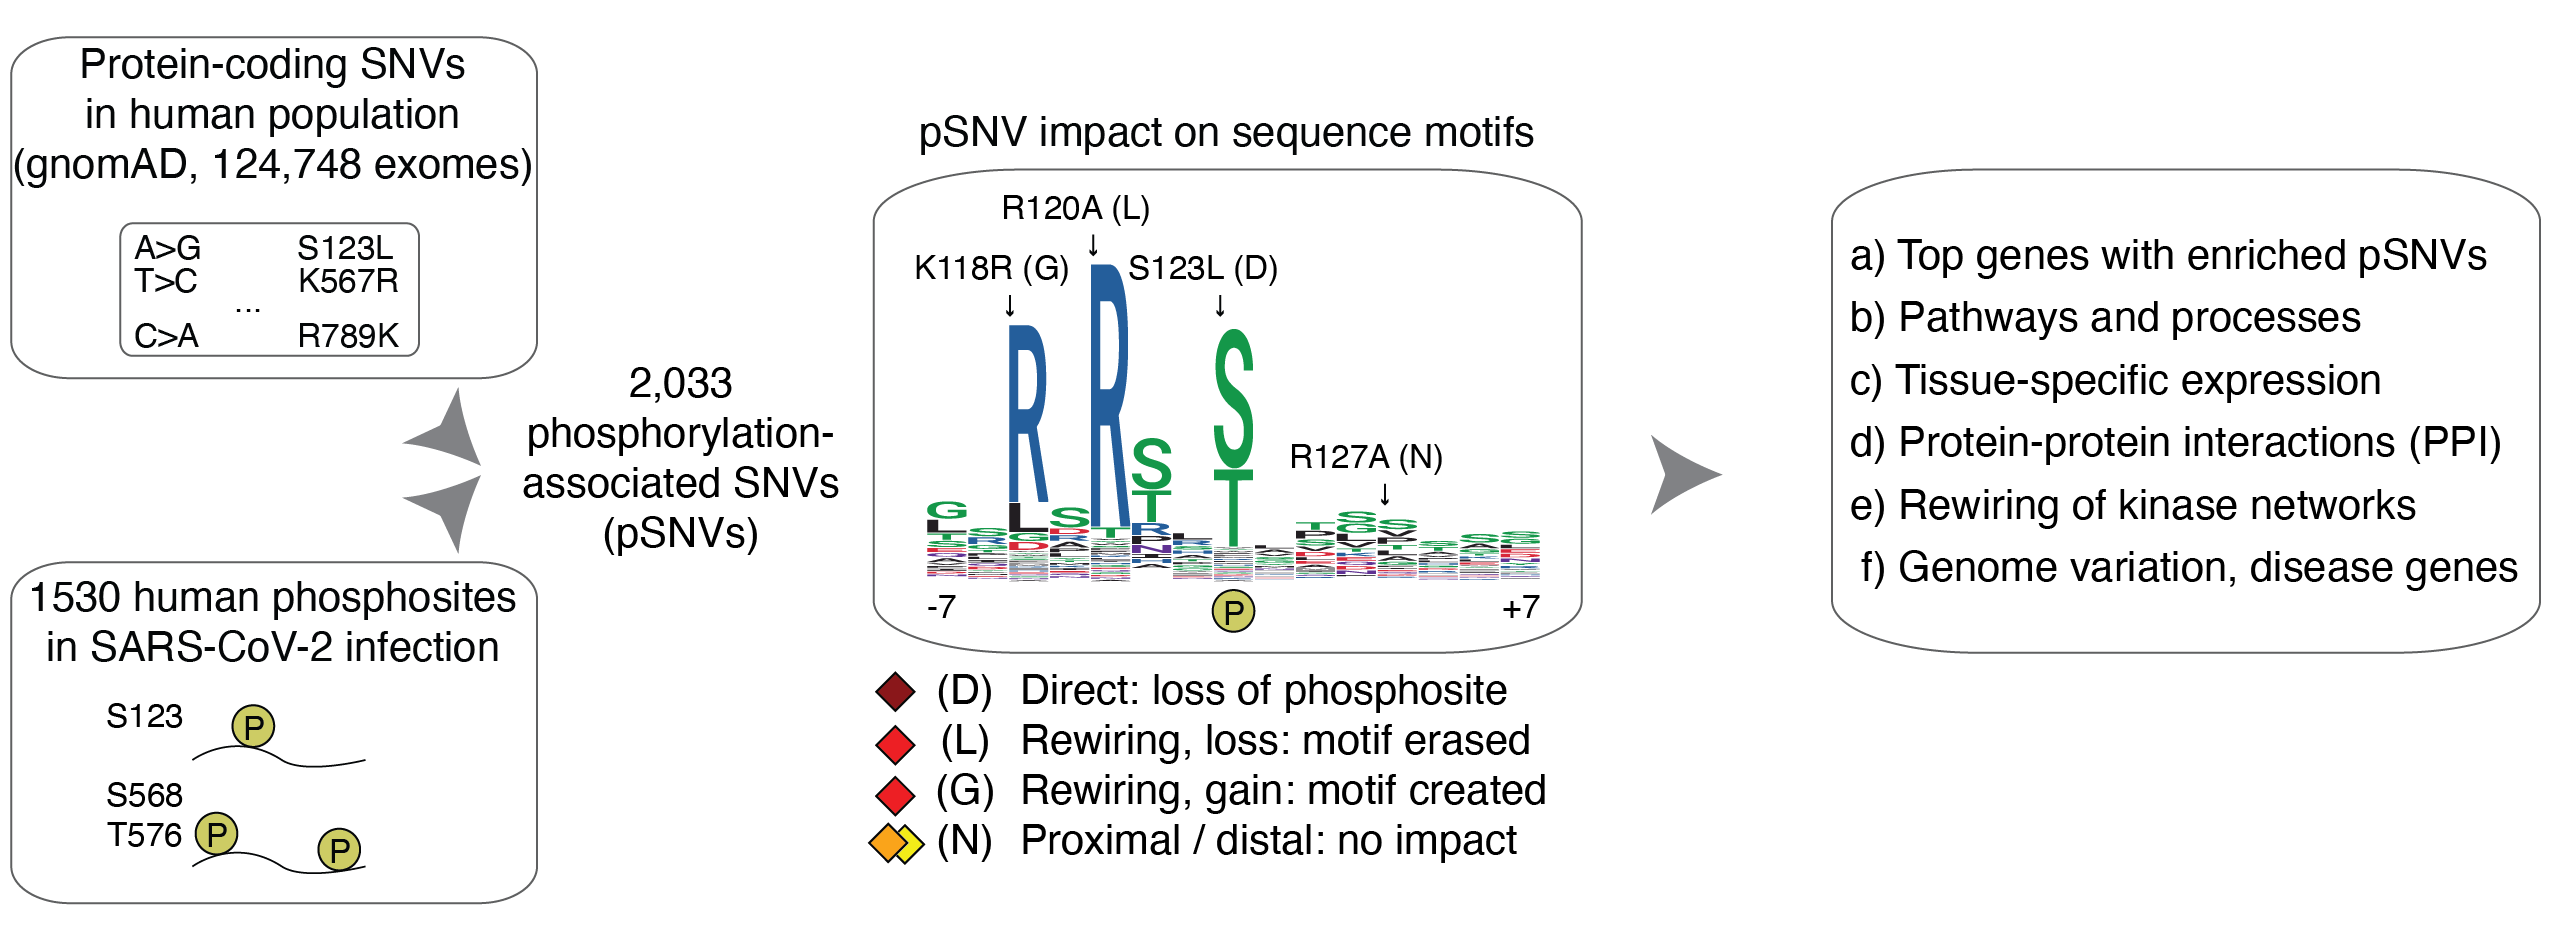 Protein-coding SNVs
in human population
(gnomAD, 124,748 exomes)
A>G S123L
T>C K567R
...
C>A R789K
1530 human phosphosites
in SARS-CoV-2 infection
S123 P
S568
T576 P P
2,033
phosphorylation-
associated SNVs
(pSNVs)
pSNV impact on sequence motifs
R120A (L)
↓
K118R (G) S123L (D)
↓ ↓
R127A (N)
↓
R R S S
T T
G
L L S
-7 P +7
(D) Direct: loss of phosphosite
(L) Rewiring, loss: motif erased
(G) Rewiring, gain: motif created
(N) Proximal / distal: no impact
a) Top genes with enriched pSNVs
b) Pathways and processes
c) Tissue-specific expression
d) Protein-protein interactions (PPI)
e) Rewiring of kinase networks
f) Genome variation, disease genes